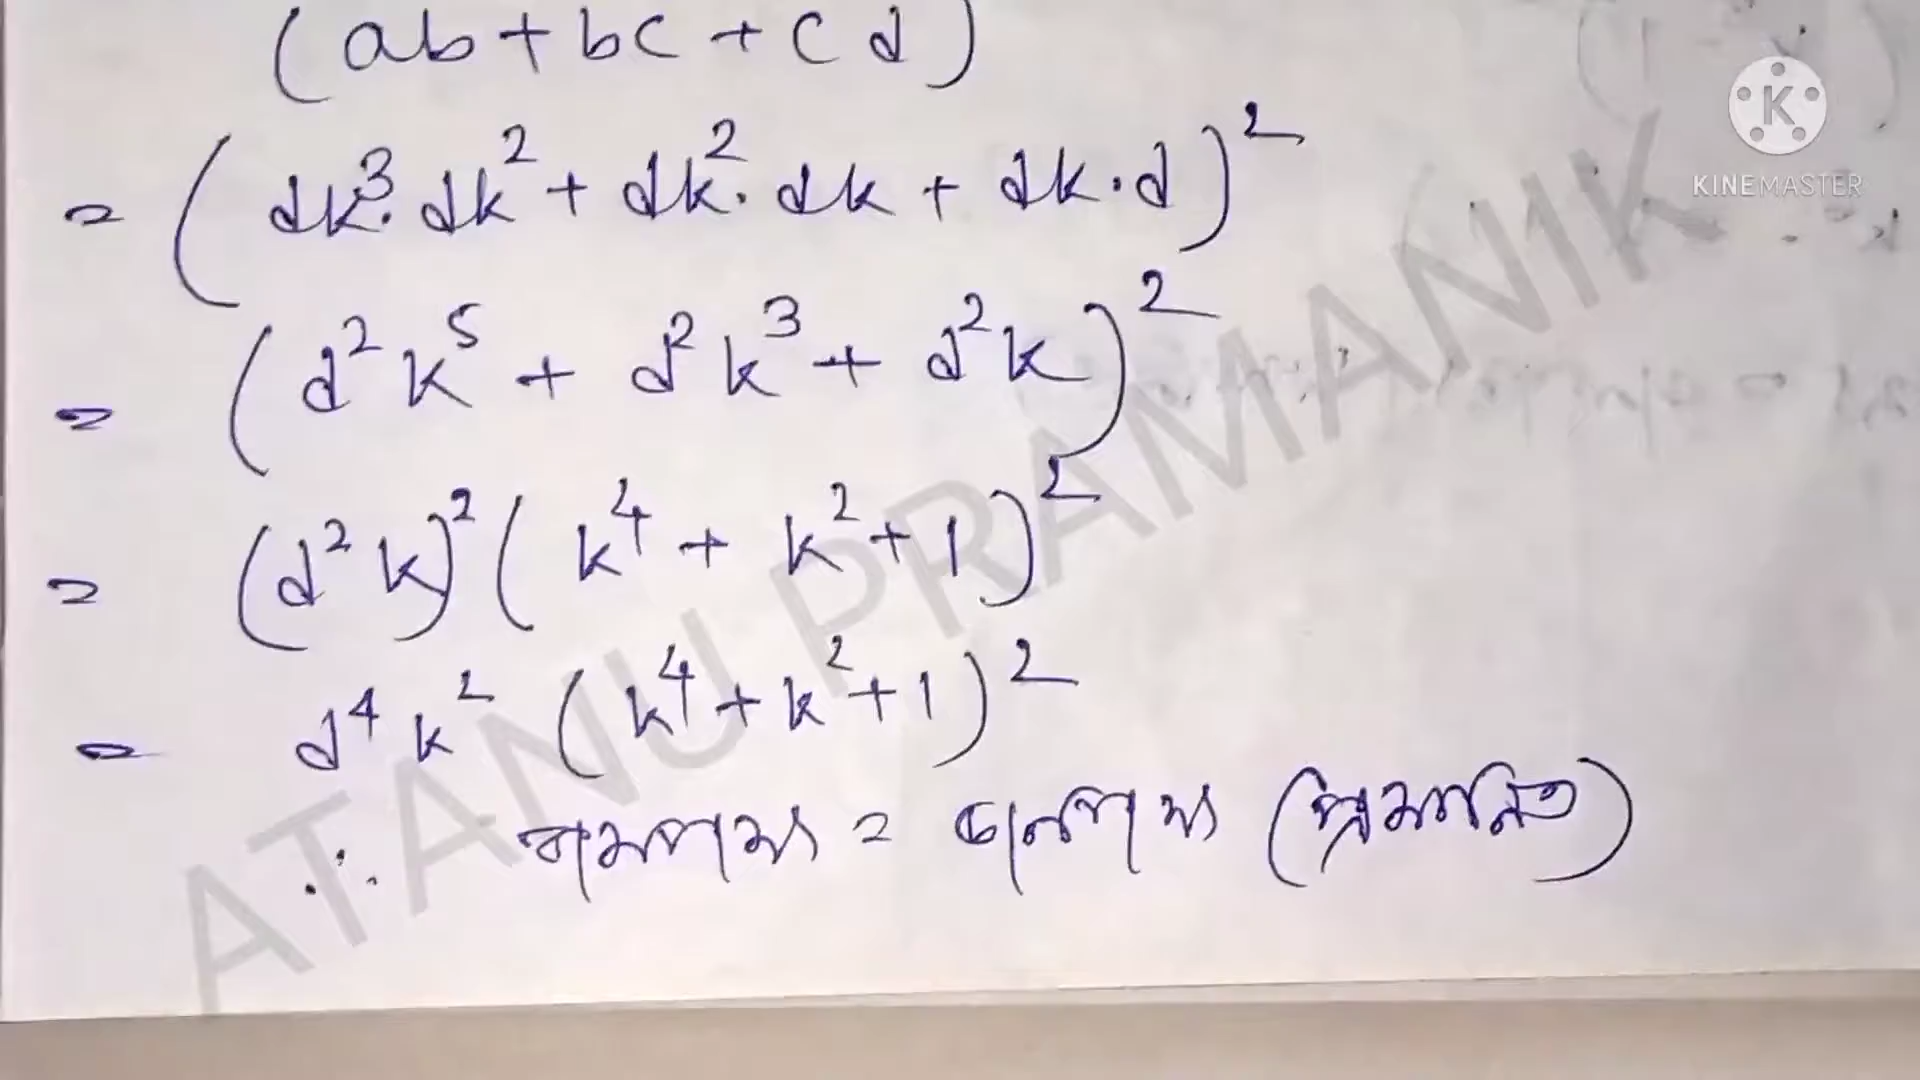 (ab + bc + cd)
= (dk³. dk² + dk². dk + dk.d)²
= (d²k⁵ + d²k³ + d²k)²
= (d²k)² (k⁴ + k² + 1)²
= d⁴k² (k⁴ + k² + 1)²
∴ বামপক্ষ = ডানপক্ষ (প্রমানিত)
K
KINEMASTER
ATANU PRAMANIK